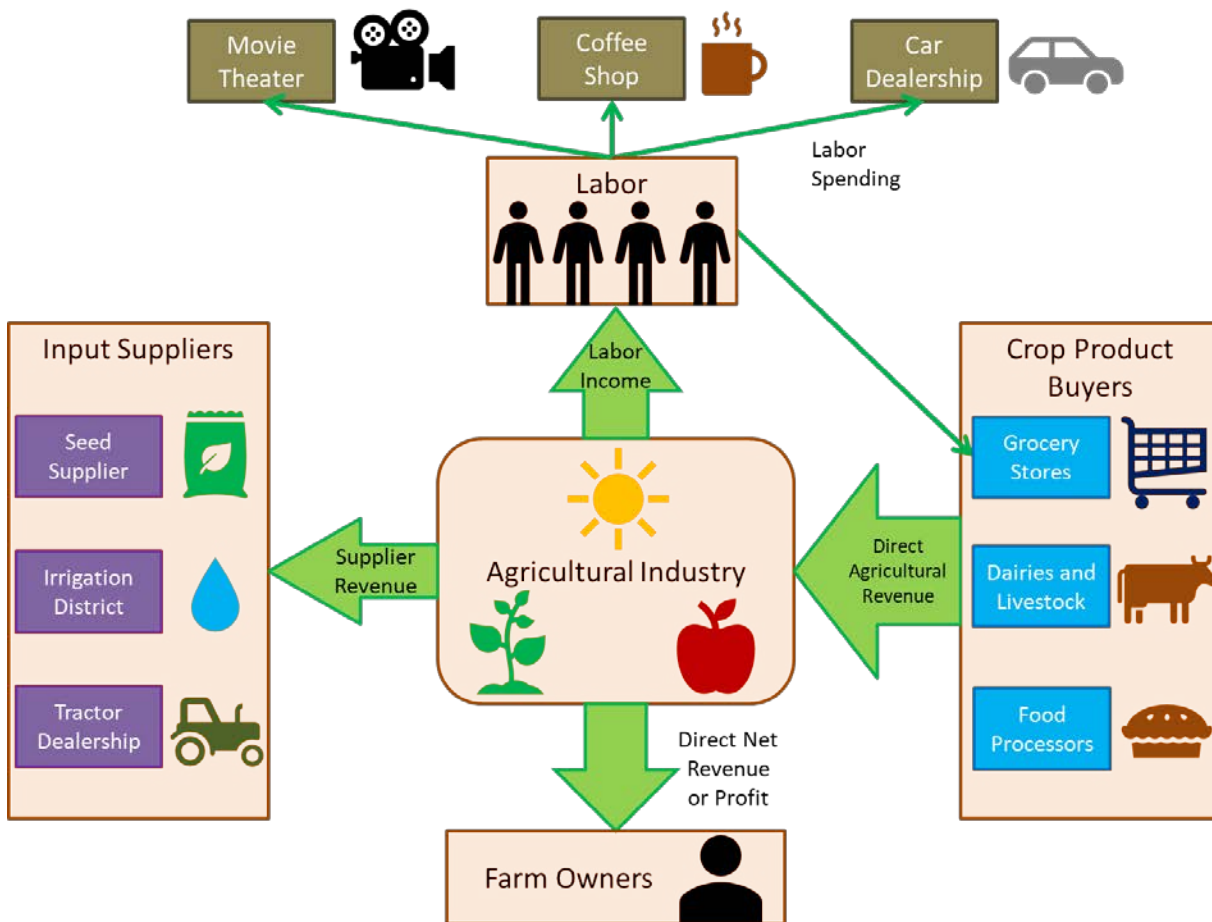 Movie
Theater
Coffee
Shop
Car
Dealership
Labor
Spending
Labor
Labor
Income
Input Suppliers
Seed
Supplier
Irrigation
District
Tractor
Dealership
Supplier
Revenue
Agricultural Industry
Direct
Agricultural
Revenue
Crop Product
Buyers
Grocery
Stores
Dairies and
Livestock
Food
Processors
Direct Net
Revenue
or Profit
Farm Owners